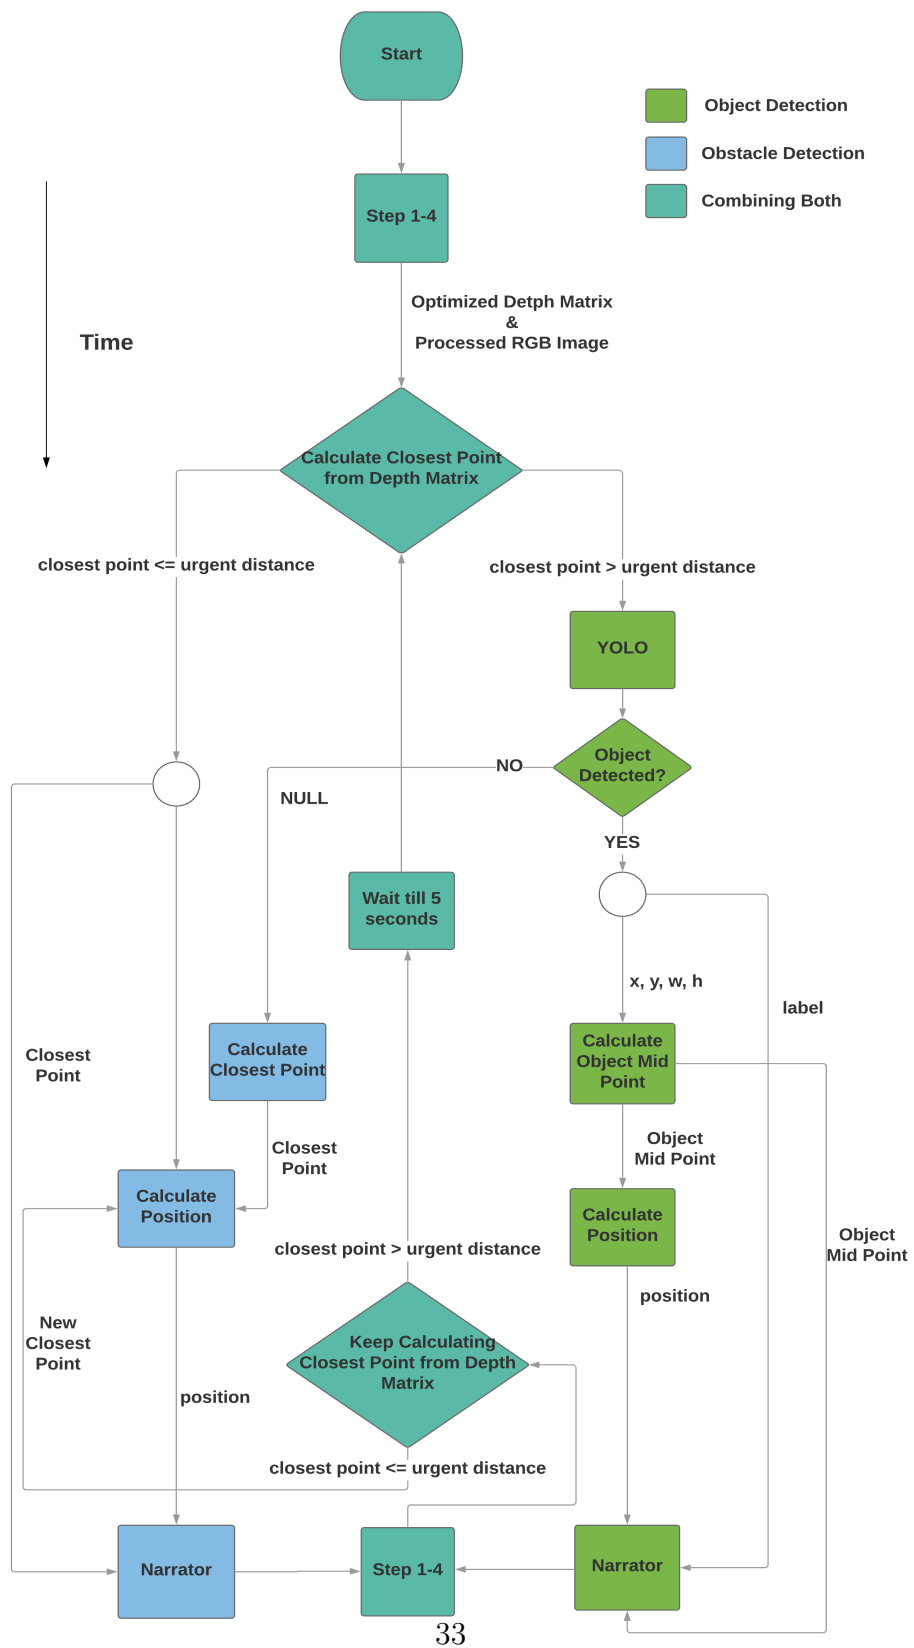 Start
Object Detection
Obstacle Detection
Combining Both
Step 1-4
Optimized Detph Matrix
&
Processed RGB Image
Time
Calculate Closest Point
from Depth Matrix
closest point <= urgent distance
closest point > urgent distance
YOLO
Object
Detected?
NO
NULL
YES
Wait till 5
seconds
x, y, w, h
label
Closest
Point
Calculate
Closest Point
Calculate
Object Mid
Point
Closest
Point
Object
Mid Point
Calculate
Position
Calculate
Position
closest point > urgent distance
Object
Mid Point
position
New
Closest
Point
Keep Calculating
Closest Point from Depth
Matrix
position
closest point <= urgent distance
Narrator
Step 1-4
Narrator
33